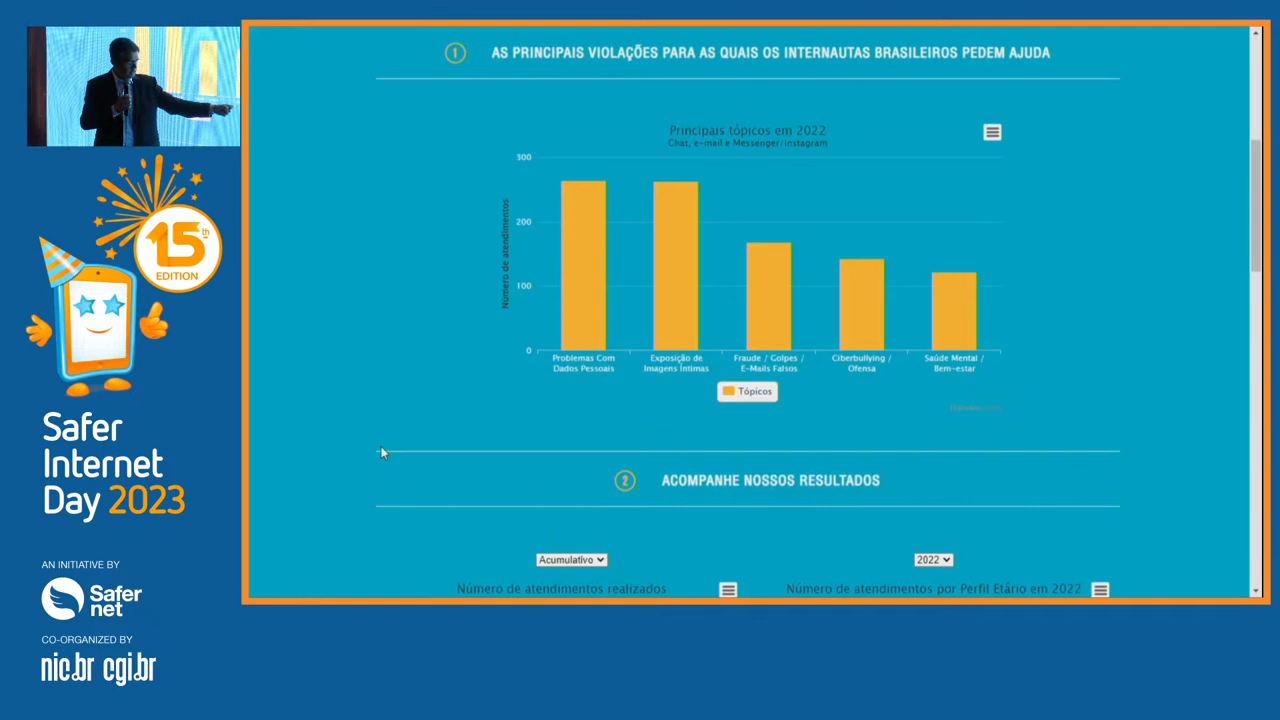 1
AS PRINCIPAIS VIOLAÇÕES PARA AS QUAIS OS INTERNAUTAS BRASILEIROS PEDEM AJUDA
Principais tópicos em 2022
Chat, e-mail e Messenger/Instagram
Número de atendimentos
300
200
100
0
Problemas Com
Dados Pessoais
Exposição de
Imagens Íntimas
Fraude / Golpes /
E-Mails Falsos
Ciberbullying /
Ofensa
Saúde Mental /
Bem-estar
Tópicos
2
ACOMPANHE NOSSOS RESULTADOS
Acumulativo
2022
Número de atendimentos realizados
Número de atendimentos por Perfil Etário em 2022
15th
EDITION
Safer
Internet
Day 2023
AN INITIATIVE BY
Safer
net
CO-ORGANIZED BY
nic.br cgi.br